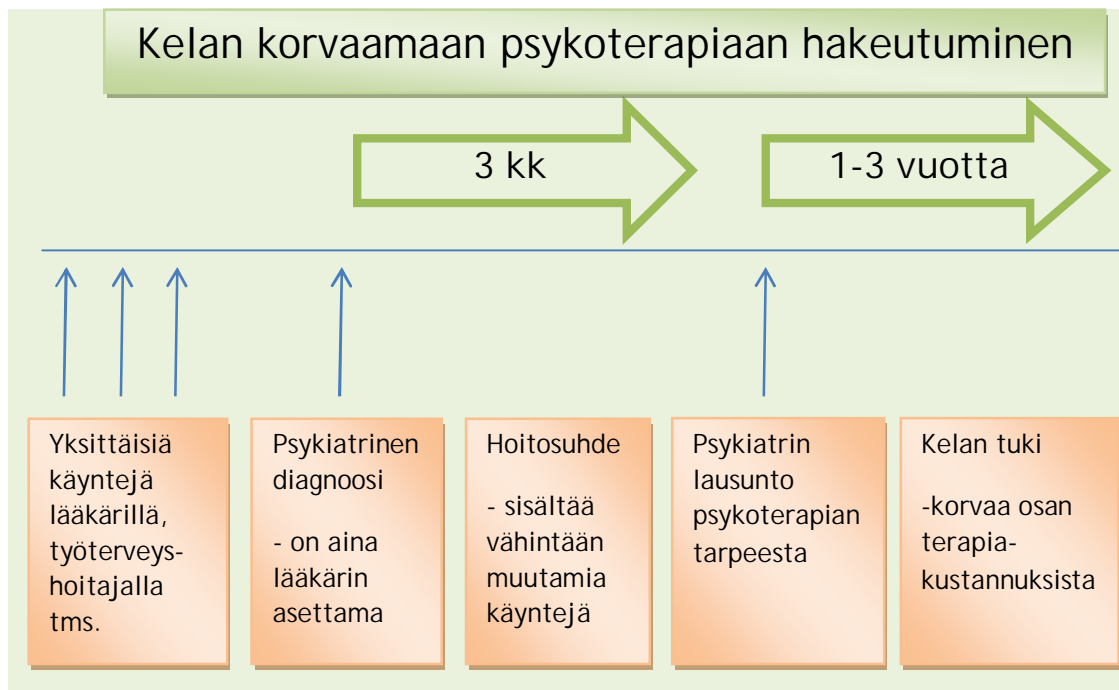 Kelan korvaamaan psykoterapiaan hakeutuminen
3 kk
1-3 vuotta
Yksittäisiä
käyntejä
lääkärillä,
työterveys-
hoitajalla
tms.
Psykiatrinen
diagnoosi
- on aina
lääkärin
asettama
Hoitosuhde
- sisältää
vähintään
muutamia
käyntejä
Psykiatrin
lausunto
psykoterapian
tarpeesta
Kelan tuki
-korvaa osan
terapia-
kustannuksista